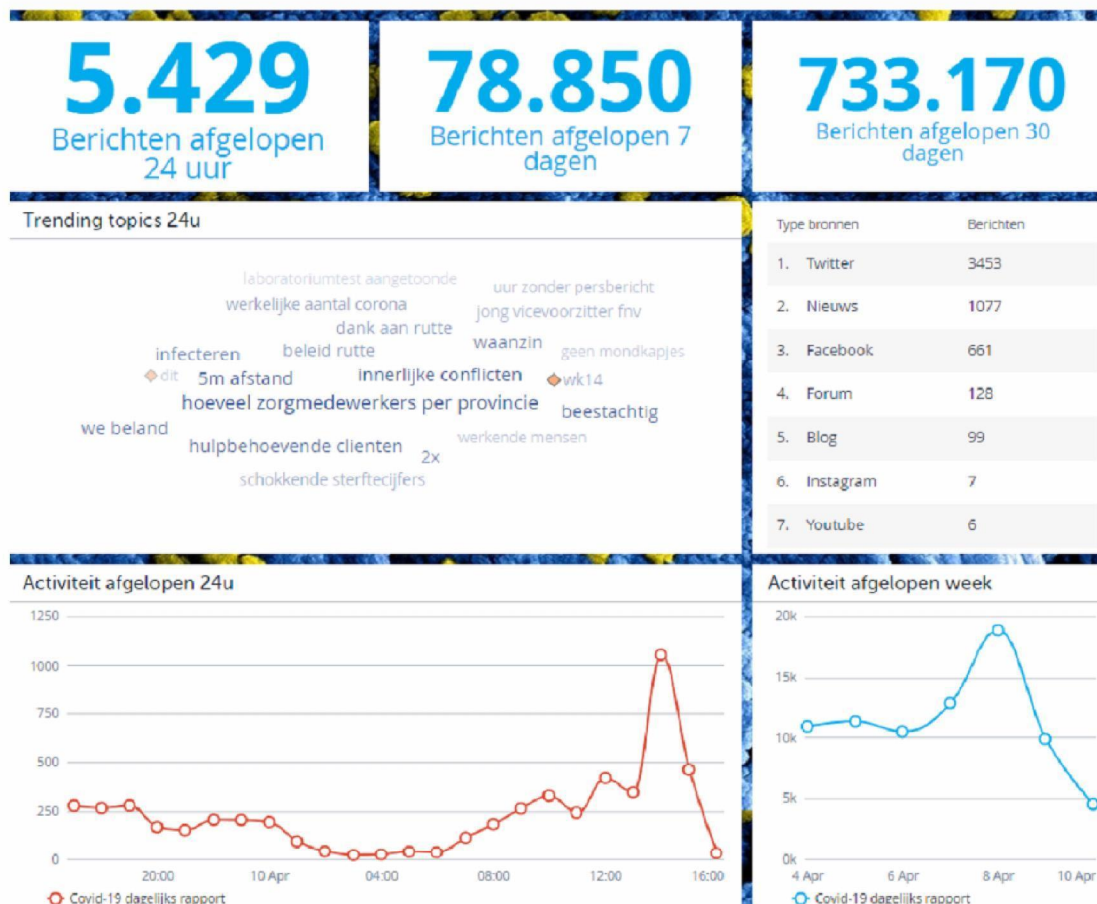 5.429
Berichten afgelopen
24 uur
78.850
Berichten afgelopen 7
dagen
733.170
Berichten afgelopen 30
dagen
Trending topics 24u
laboratoriumtest aangetoonde
uur zonder persbericht
werkelijke aantal corona
jong vicevoorzitter fnv
dank aan rutte
waanzin
infecteren
beleid rutte
geen mondkapjes
dit
5m afstand
innerlijke conflicten
wk14
hoeveel zorgmedewerkers per provincie
beestachtig
we beland
hulpbehoevende clienten
werkende mensen
2x
schokkende sterftecijfers
Type bronnen Berichten
1. Twitter 3453
2. Nieuws 1077
3. Facebook 661
4. Forum 128
5. Blog 99
6. Instagram 7
7. Youtube 6
Activiteit afgelopen 24u
1250
1000
750
500
250
0
20:00 10 Apr 04:00 08:00 12:00 16:00
Covid-19 dagelijks rapport
Activiteit afgelopen week
20k
15k
10k
5k
0k
4 Apr 6 Apr 8 Apr 10 Apr
Covid-19 dagelijks rapport